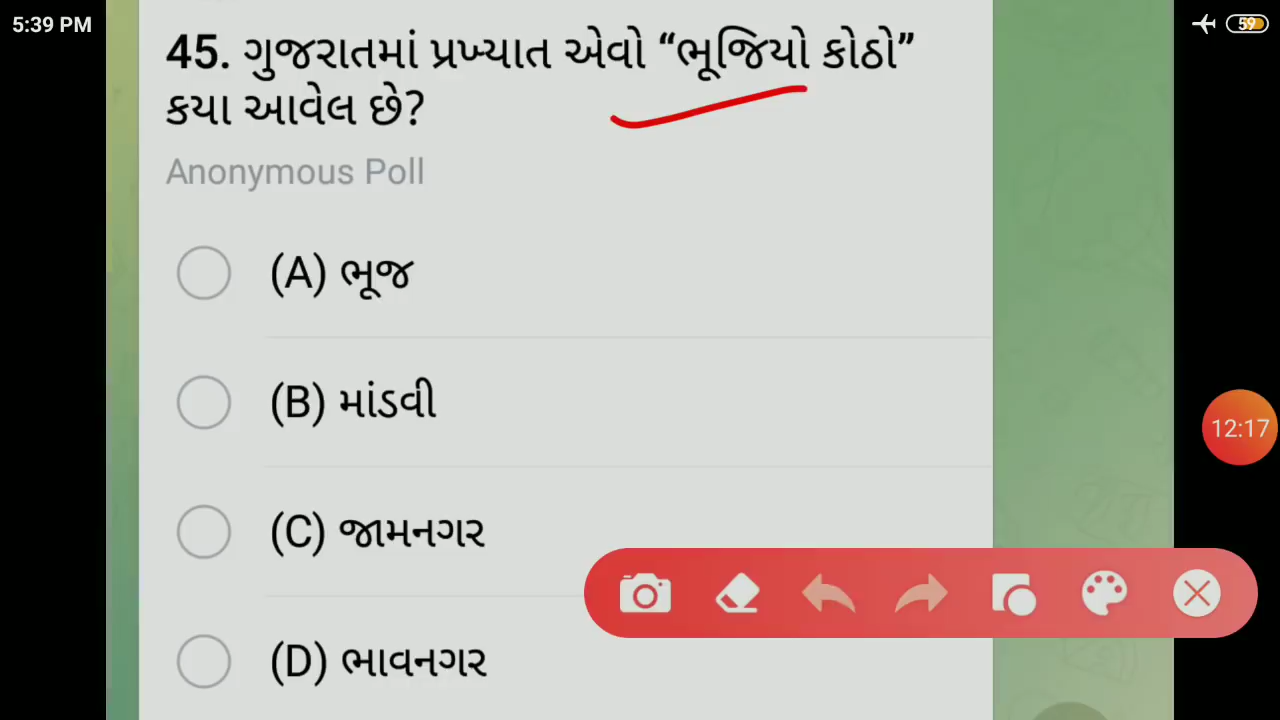 5:39 PM
59
45. ગુજરાતમાં પ્રખ્યાત એવો “ભૂજિયો કોઠો”
કયા આવેલ છે?
Anonymous Poll
(A) ભૂજ
(B) માંડવી
12:17
(C) જામનગર
(D) ભાવનગર